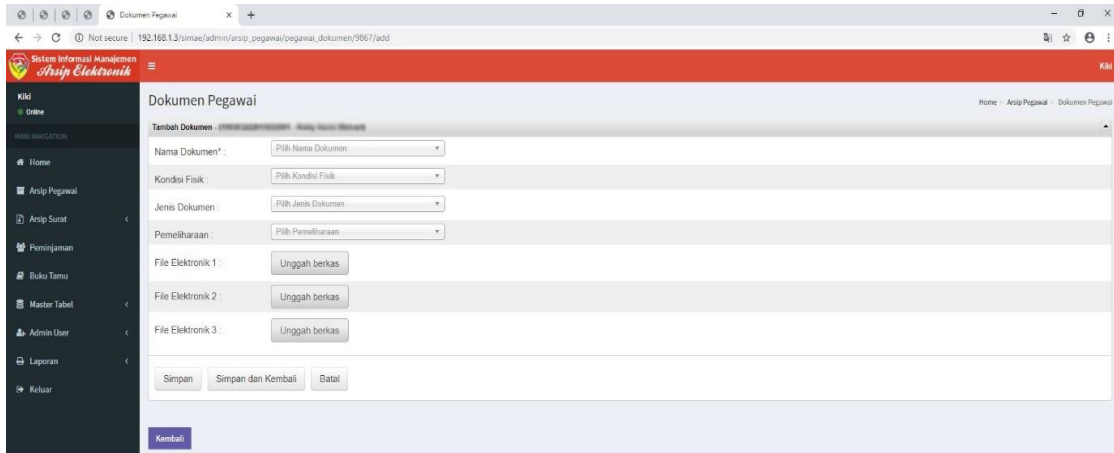 Dokumen Pegawai
Not secure | 192.168.1.3/simae/admin/arsip_pegawai/pegawai_dokumen/9867/add
Sistem Informasi Manajemen
Arsip Elektronik
Kiki
Kiki
Online
MAIN NAVIGATION
Home
Arsip Pegawai
Arsip Surat
Peminjaman
Buku Tamu
Master Tabel
Admin User
Laporan
Keluar
Dokumen Pegawai
Home > Arsip Pegawai > Dokumen Pegawai
Tambah Dokumen -
Nama Dokumen* : Pilih Nama Dokumen
Kondisi Fisik : Pilih Kondisi Fisik
Jenis Dokumen : Pilih Jenis Dokumen
Pemeliharaan : Pilih Pemeliharaan
File Elektronik 1 : Unggah berkas
File Elektronik 2 : Unggah berkas
File Elektronik 3 : Unggah berkas
Simpan Simpan dan Kembali Batal
Kembali